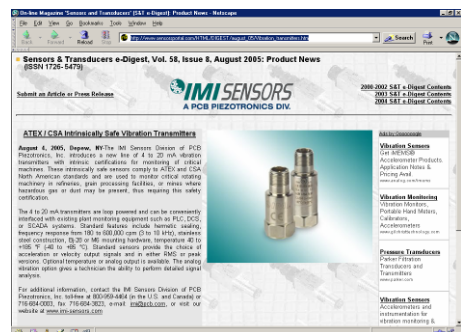 On-line Magazine 'Sensors and Transducers' (S&T e-Digest): Product News - Netscape
File Edit View Go Bookmarks Tools Window Help
Back Forward Reload Stop http://www.sensorsportal.com/HTML/DIGEST/august_05/Vibration_transmitters.htm Search Print
Sensors & Transducers e-Digest, Vol. 58, Issue 8, August 2005: Product News
(ISSN 1726- 5479)
Submit an Article or Press Release
IMI SENSORS
A PCB PIEZOTRONICS DIV.
2000-2002 S&T e-Digest Contents
2003 S&T e-Digest Contents
2004 S&T e-Digest Contents
ATEX / CSA Intrinsically Safe Vibration Transmitters
August 4, 2005, Depew, NY-The IMI Sensors Division of PCB
Piezotronics, Inc. introduces a new line of 4 to 20 mA vibration
transmitters with intrinsic certifications for monitoring of critical
machines. These intrinsically safe sensors comply to ATEX and CSA
North American standards and are used to monitor critical rotating
machinery in refineries, grain processing facilities, or mines where
hazardous gas or dust may be present, thus requiring this safety
certification.
The 4 to 20 mA transmitters are loop powered and can be conveniently
interfaced with existing plant monitoring equipment such as PLC, DCS,
or SCADA systems. Standard features include hermetic sealing,
frequency response from 180 to 600,000 cpm (3 to 10 kHz), stainless
steel construction, mounting hardware, temperature 40 to
+185 °F (-40 to +85 °C). Standard sensors provide the choice of
acceleration or velocity output signals and in either RMS or peak
versions. Optional temperature or analog output is available. The analog
vibration option gives a technician the ability to perform detailed signal
analysis.
For additional information, contact the IMI Sensors Division of PCB
Piezotronics, Inc. toll-free at 800-959-4464 (in the U.S. and Canada) or
716-684-0003, fax 716-684-3823, e-mail: imi@pcb.com, or visit our
website at www.imi-sensors.com
Ads by Goooooogle
Vibration Sensors
Get iMEMS®
Accelerometer Products,
Application Notes &
Pricing Avail.
Vibration Monitoring
Vibration Monitors,
Portable Hand Meters,
Calibrators,
Accelerometers
Pressure Transducers
Parker Filtration
Transducers and
Transmitters
www.parker.com
Vibration Sensors
Accelerometers and
instrumentation for
vibration monitoring &